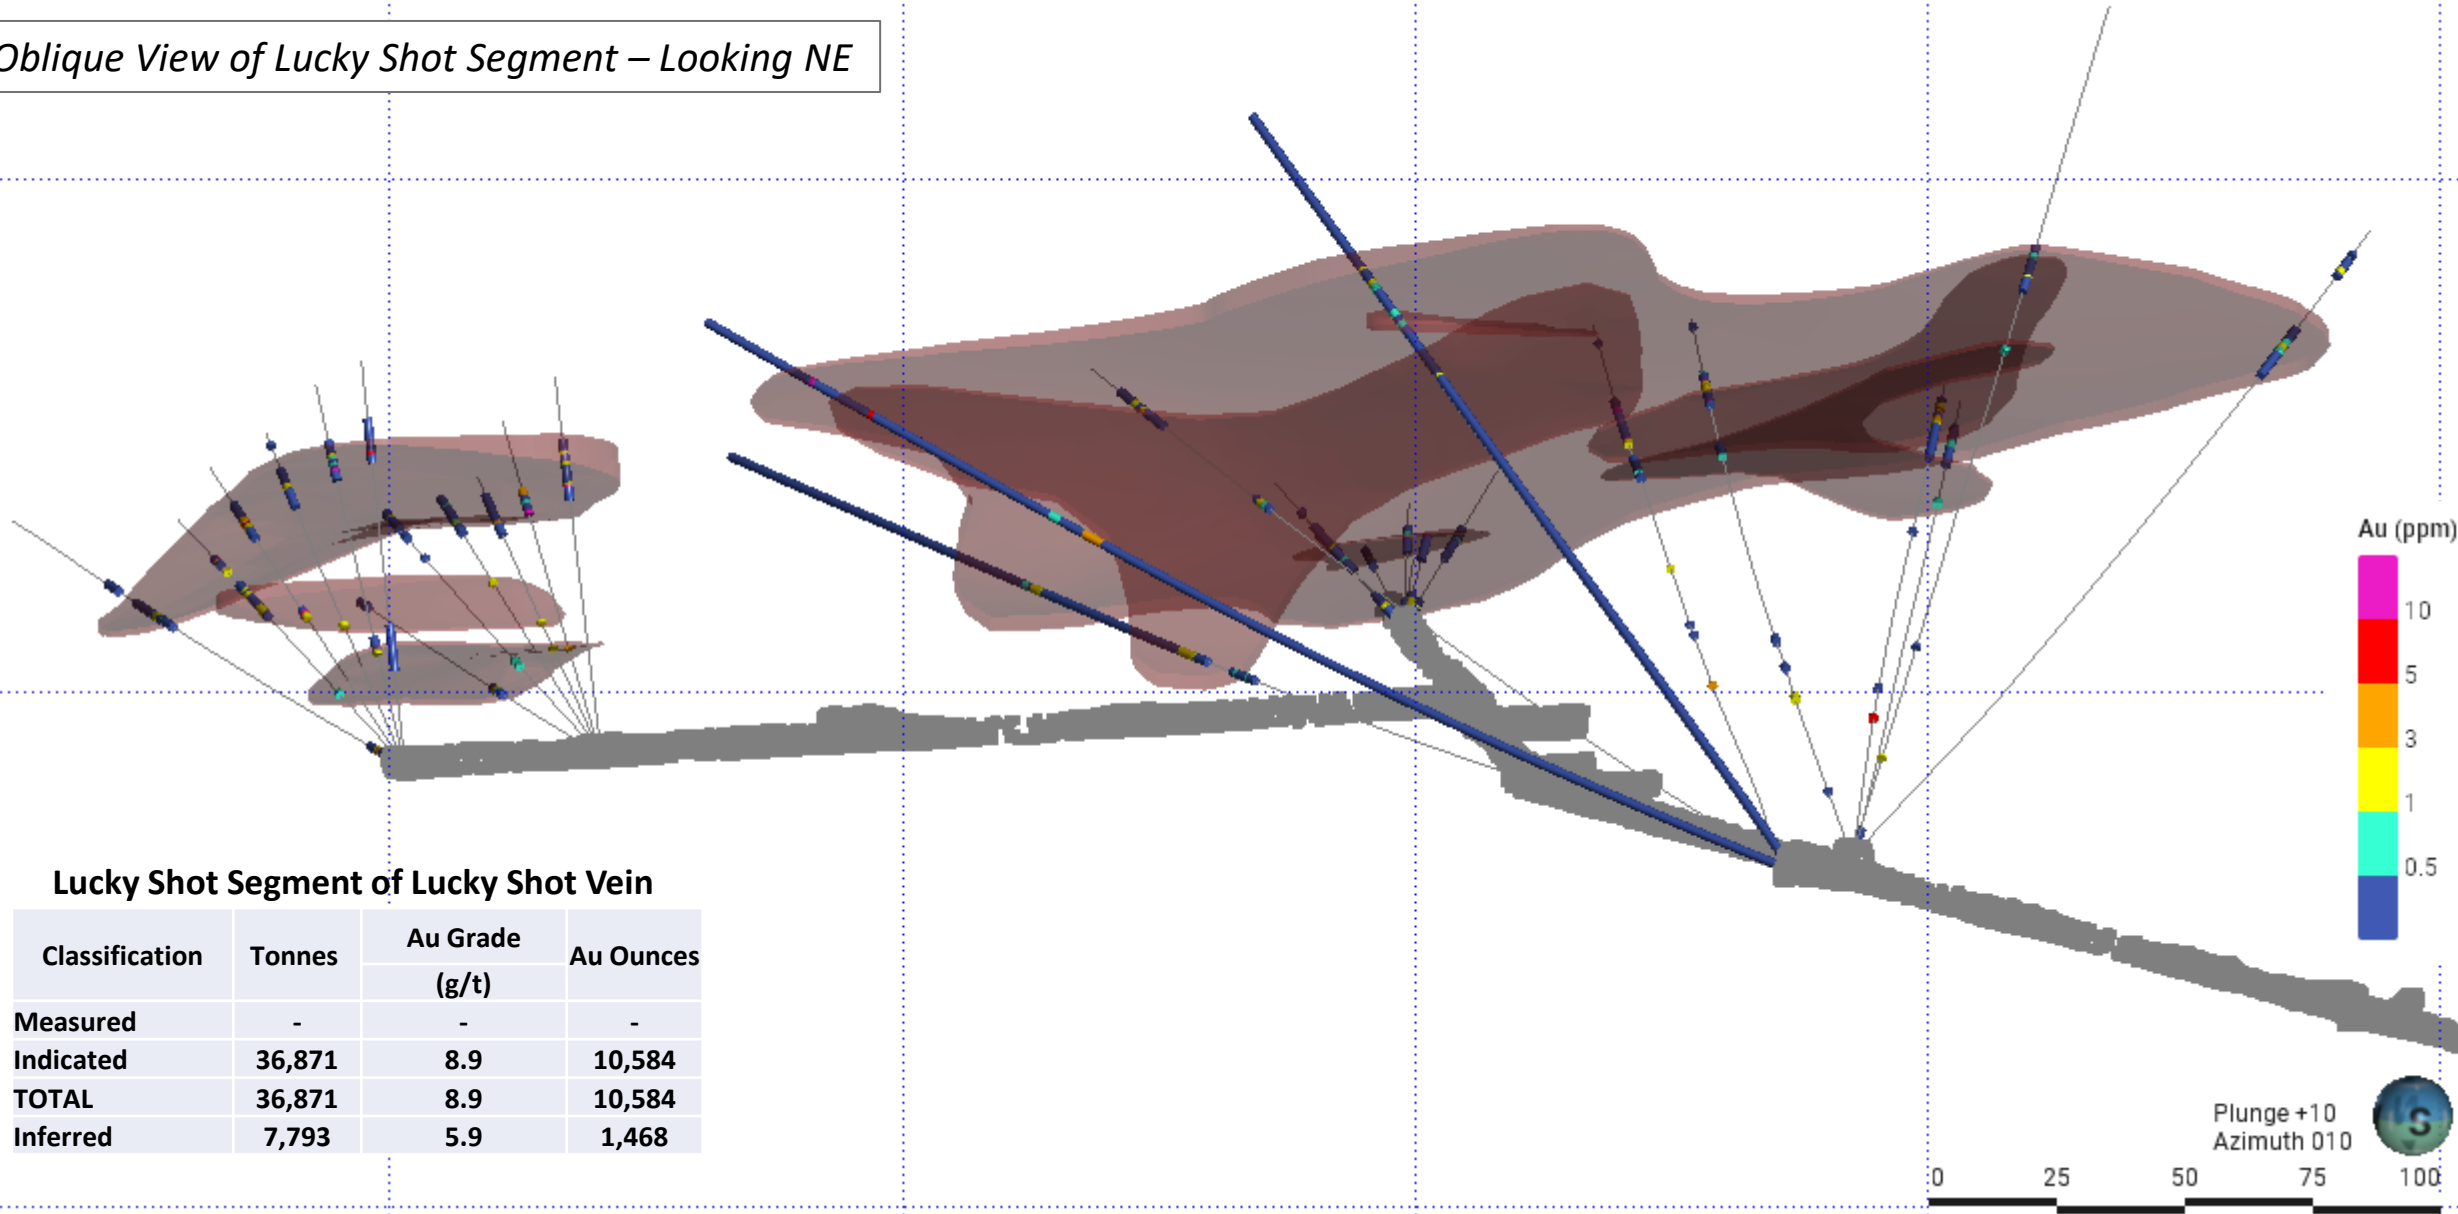 Oblique View of Lucky Shot Segment – Looking NE
Au (ppm)
10
5
3
1
0.5
Lucky Shot Segment of Lucky Shot Vein
Classification Tonnes Au Grade (g/t) Au Ounces
Measured - - -
Indicated 36,871 8.9 10,584
TOTAL 36,871 8.9 10,584
Inferred 7,793 5.9 1,468
Plunge +10
Azimuth 010
S
0 25 50 75 100